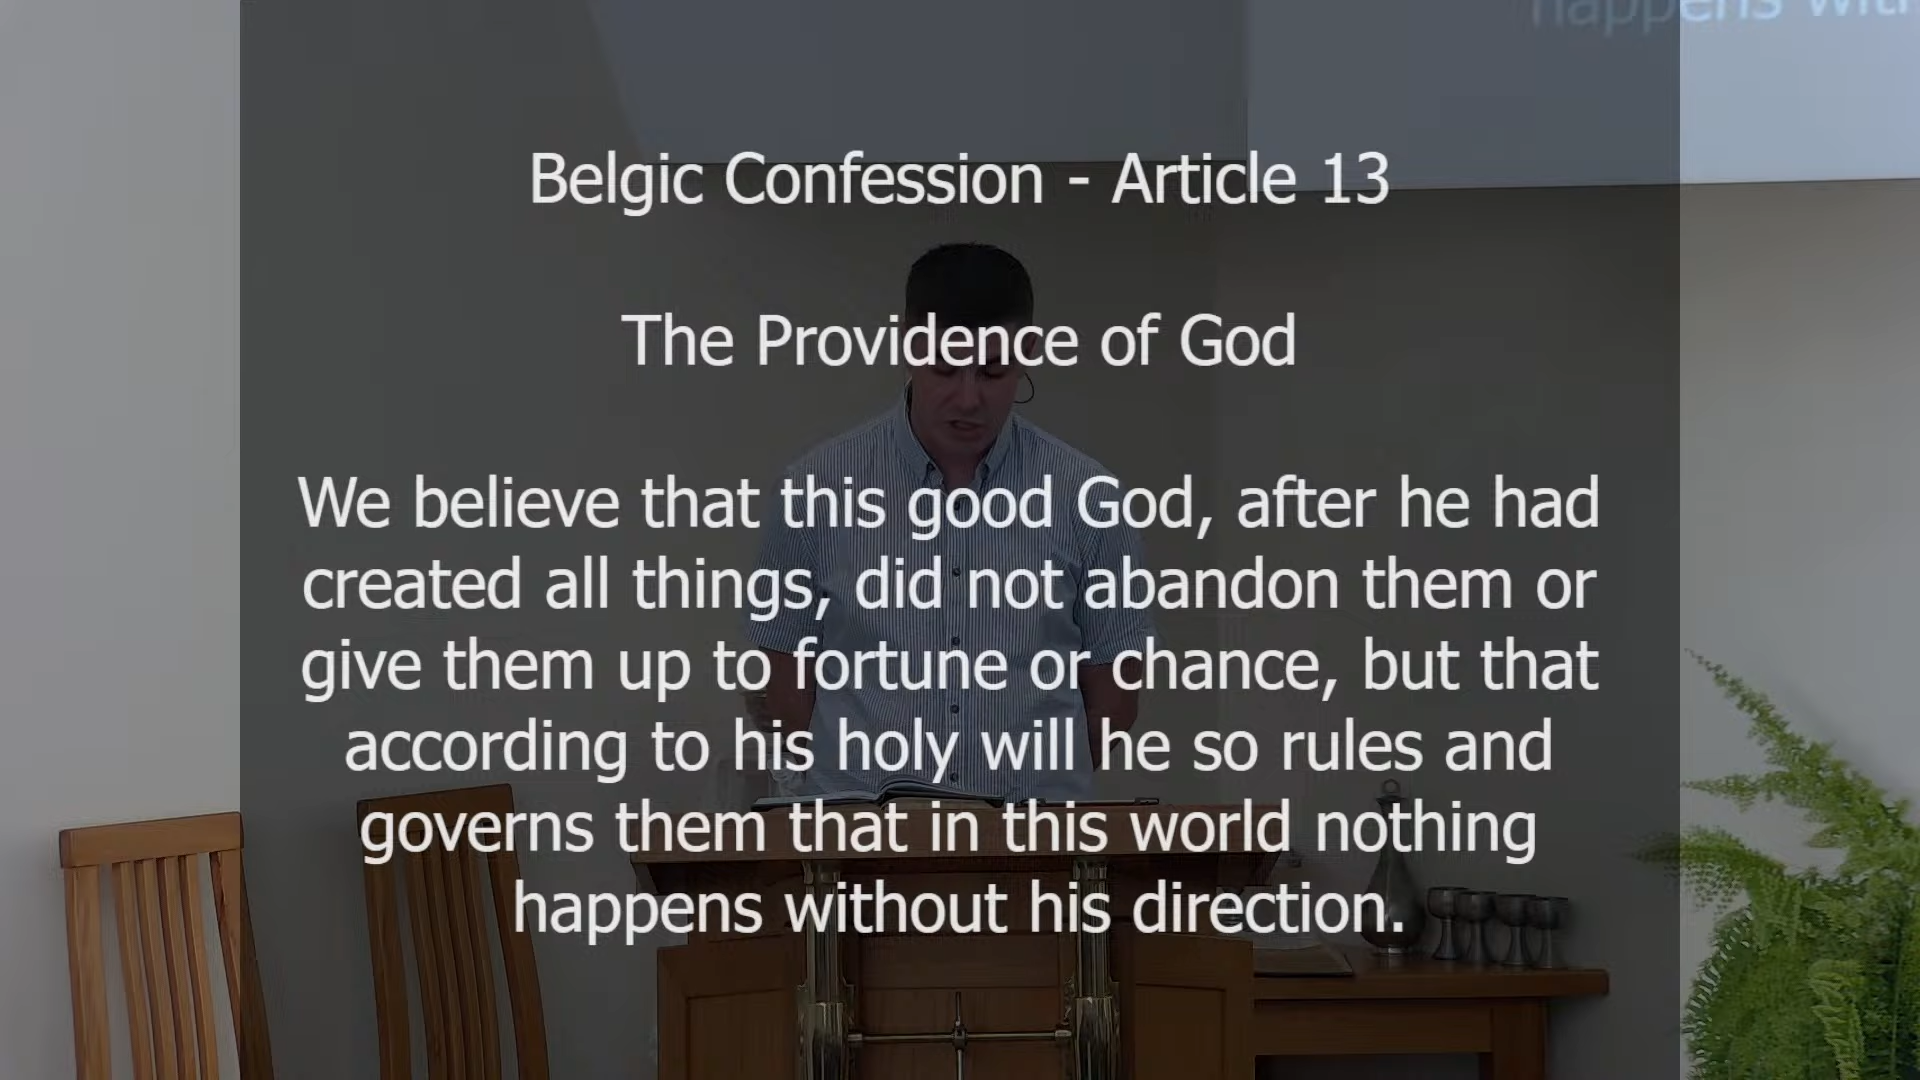 happens with
Belgic Confession - Article 13
The Providence of God
We believe that this good God, after he had
created all things, did not abandon them or
give them up to fortune or chance, but that
according to his holy will he so rules and
governs them that in this world nothing
happens without his direction.